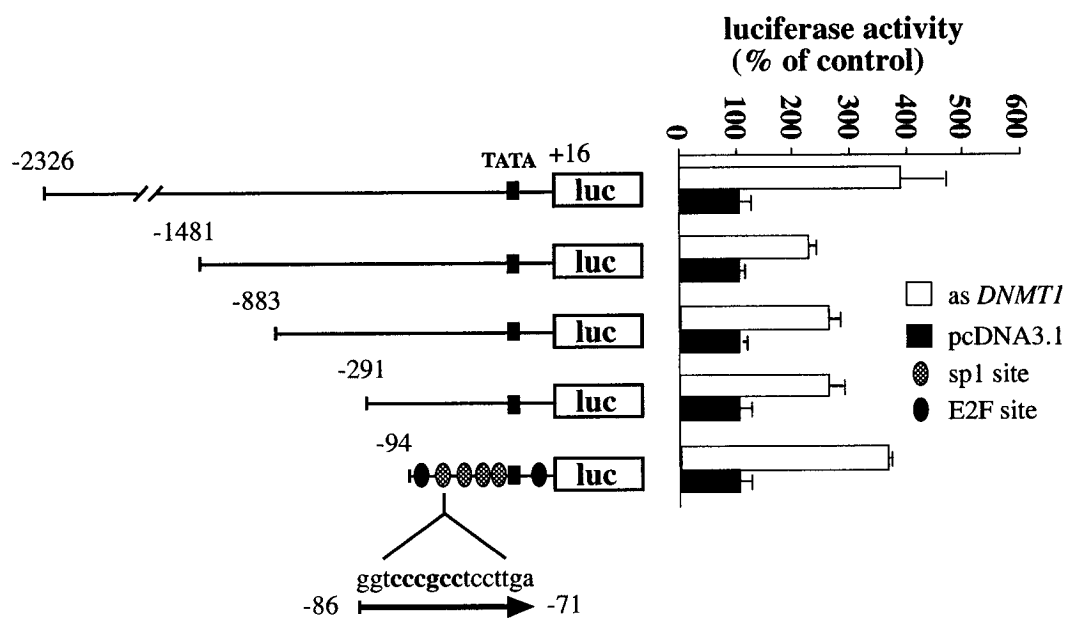 luciferase activity
(% of control)
0 100 200 300 400 500 600
-2326
TATA
+16
luc
-1481
luc
-883
luc
-291
luc
-94
luc
as DNMT1
pcDNA3.1
sp1 site
E2F site
ggtcccgcctccttga
-86
-71